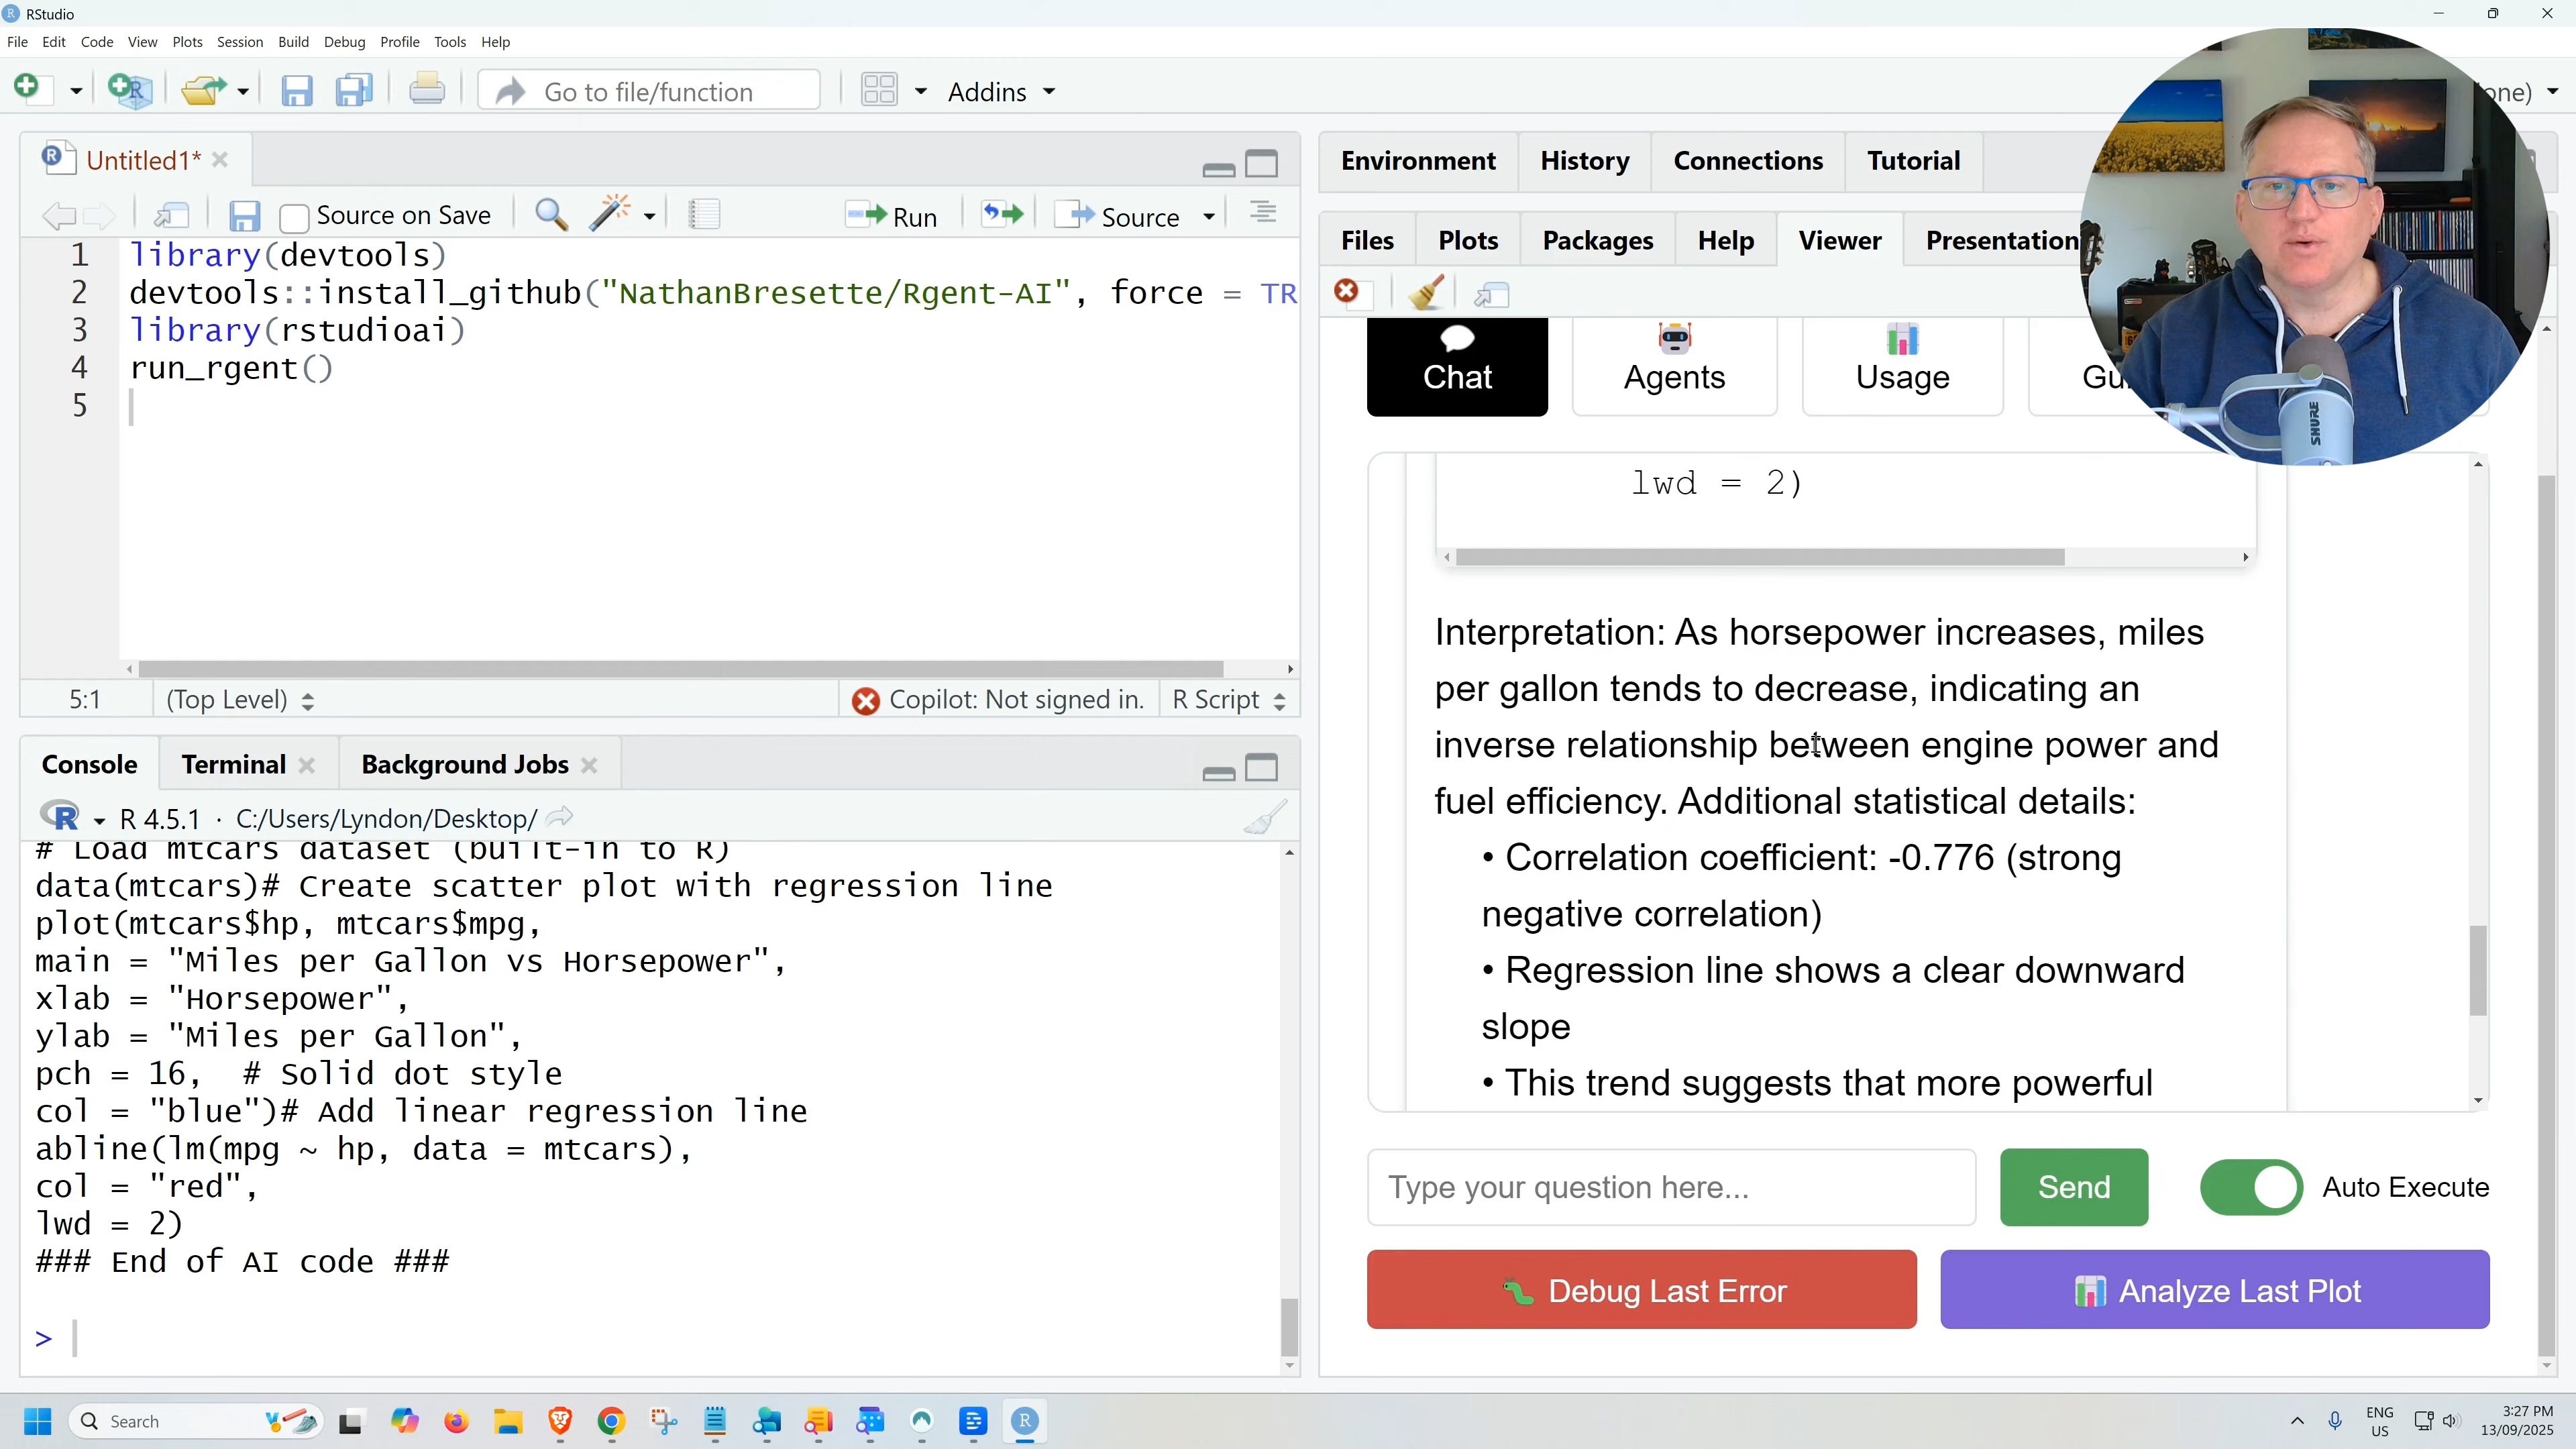 RStudio
File Edit Code View Plots Session Build Debug Profile Tools Help
Go to file/function Addins
Untitled1*
Source on Save Run Source
1 library(devtools)
2 devtools::install_github("NathanBresette/Rgent-AI", force = TR
3 library(rstudioai)
4 run_rgent()
5
5:1 (Top Level) Copilot: Not signed in. R Script
Console Terminal Background Jobs
R 4.5.1 · C:/Users/Lyndon/Desktop/
# Load mtcars dataset (built-in to R)
data(mtcars)# Create scatter plot with regression line
plot(mtcars$hp, mtcars$mpg,
main = "Miles per Gallon vs Horsepower",
xlab = "Horsepower",
ylab = "Miles per Gallon",
pch = 16,  # Solid dot style
col = "blue")# Add linear regression line
abline(lm(mpg ~ hp, data = mtcars),
col = "red",
lwd = 2)
### End of AI code ###
>
Environment History Connections Tutorial
Files Plots Packages Help Viewer Presentation
Chat Agents Usage
lwd = 2)
Interpretation: As horsepower increases, miles
per gallon tends to decrease, indicating an
inverse relationship between engine power and
fuel efficiency. Additional statistical details:
• Correlation coefficient: -0.776 (strong
negative correlation)
• Regression line shows a clear downward
slope
• This trend suggests that more powerful
Type your question here... Send Auto Execute
Debug Last Error Analyze Last Plot
SHURE
Search
ENG
US
3:27 PM
13/09/2025